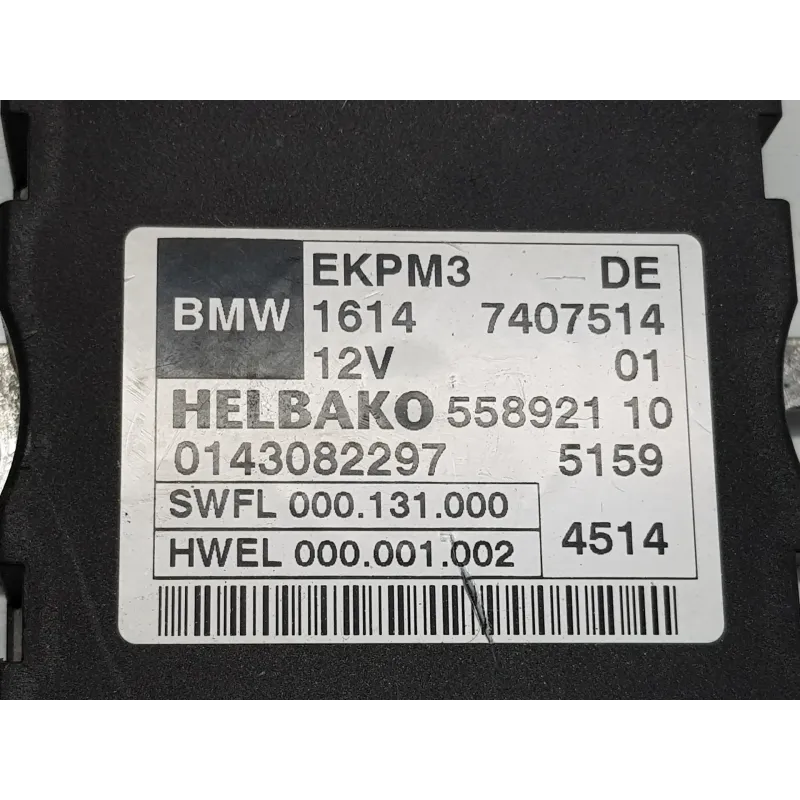 BMW
EKPM3 DE
1614 7407514
12V 01
HELBAKO 558921 10
0143082297 5159
SWFL 000.131.000
HWEL 000.001.002
4514